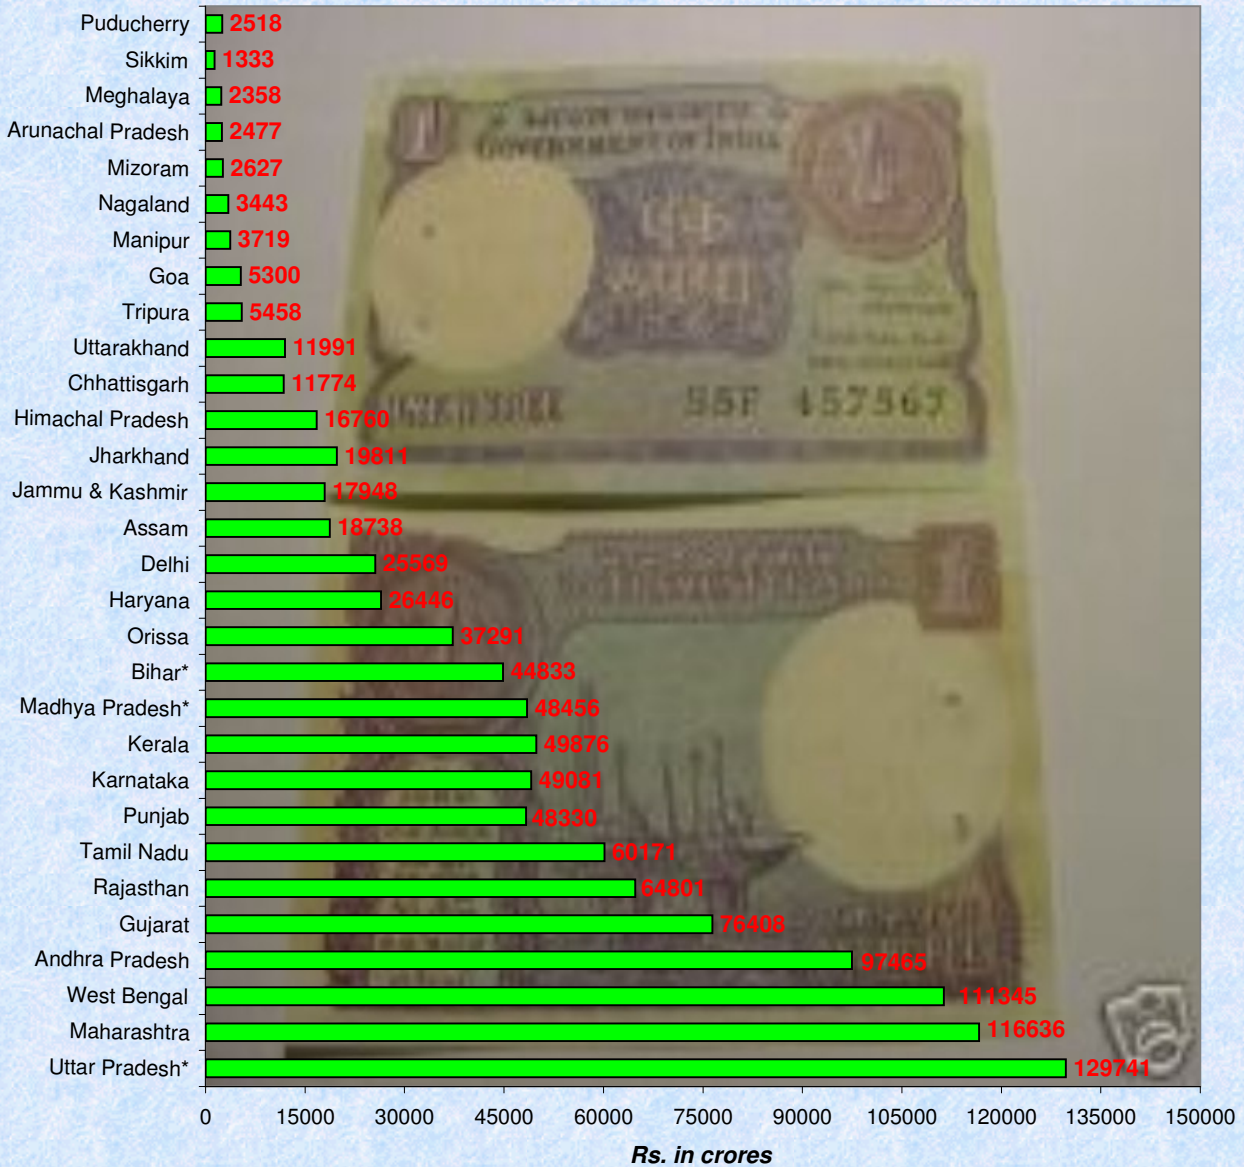 Puducherry 2518
Sikkim 1333
Meghalaya 2358
Arunachal Pradesh 2477
Mizoram 2627
Nagaland 3443
Manipur 3719
Goa 5300
Tripura 5458
Uttarakhand 11991
Chhattisgarh 11774
Himachal Pradesh 16760
Jharkhand 19811
Jammu & Kashmir 17948
Assam 18738
Delhi 25569
Haryana 26446
Orissa 37291
Bihar* 44833
Madhya Pradesh* 48456
Kerala 49876
Karnataka 49081
Punjab 48330
Tamil Nadu 60171
Rajasthan 64801
Gujarat 76408
Andhra Pradesh 97465
West Bengal 111345
Maharashtra 116636
Uttar Pradesh* 129741
0 15000 30000 45000 60000 75000 90000 105000 120000 135000 150000
Rs. in crores
1
GOVERNMENT OF INDIA
457567
1